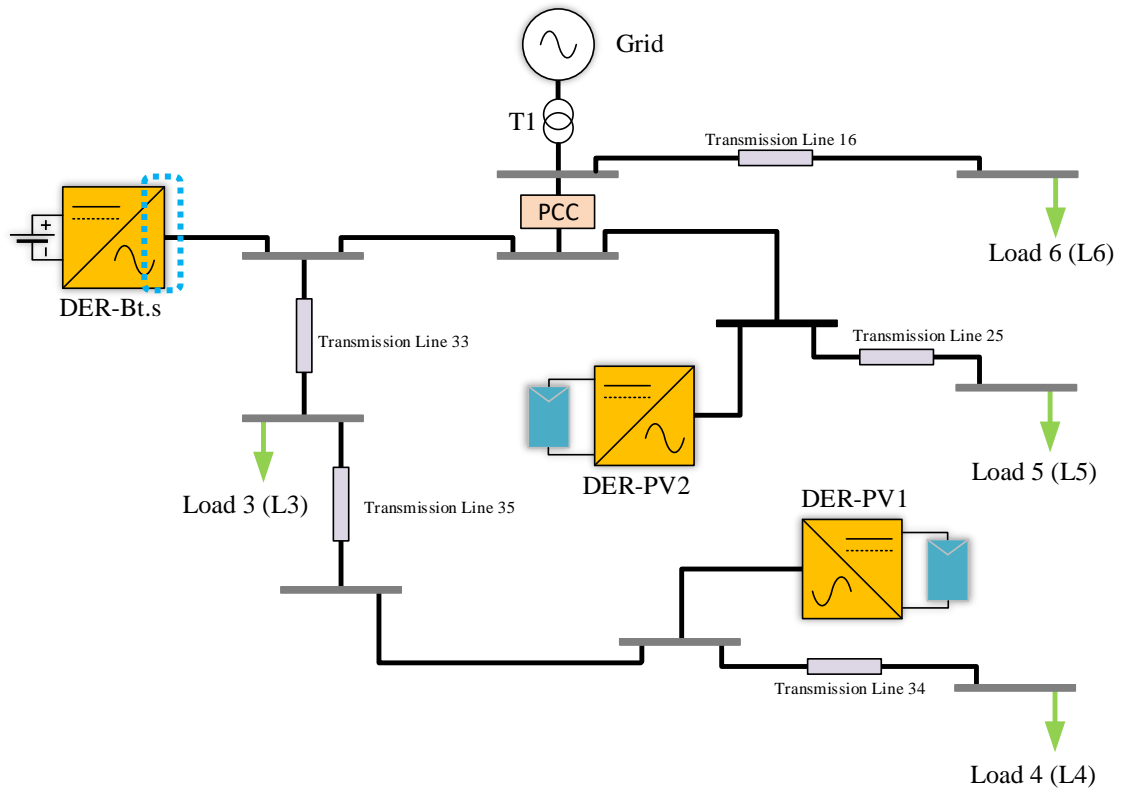 Grid
T1
Transmission Line 16
PCC
Load 6 (L6)
+
-
DER-Bt.s
Transmission Line 33
Transmission Line 25
Load 3 (L3)
DER-PV2
Load 5 (L5)
DER-PV1
Transmission Line 35
Transmission Line 34
Load 4 (L4)